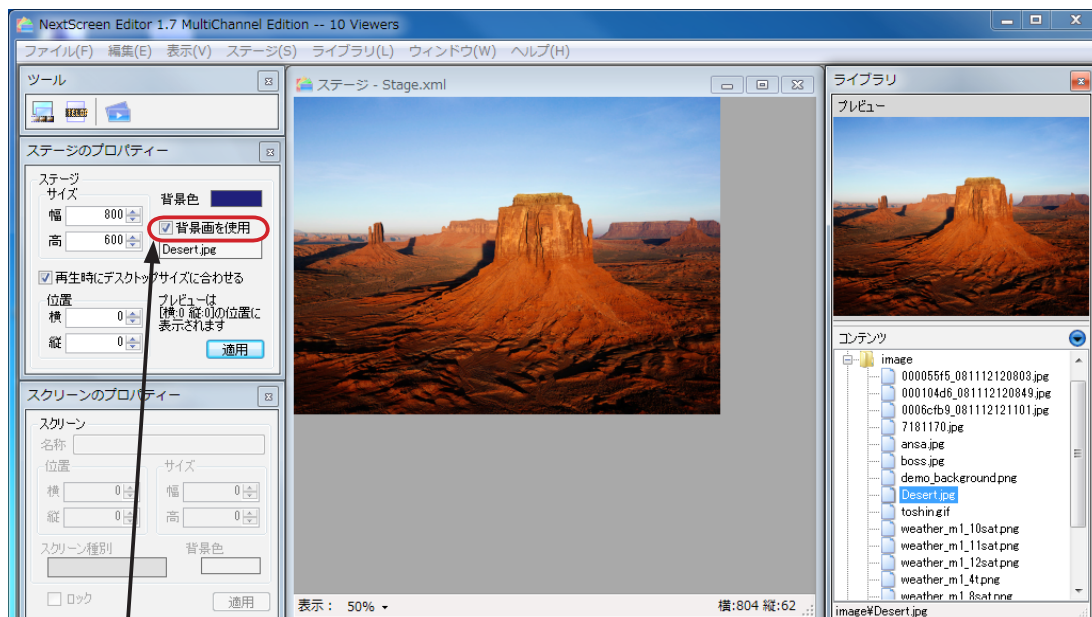 NextScreen Editor 1.7 MultiChannel Edition -- 10 Viewers
ファイル(F) 編集(E) 表示(V) ステージ(S) ライブラリ(L) ウィンドウ(W) ヘルプ(H)
ツール
ステージのプロパティー
ステージ
サイズ
幅 800
高 600
背景色
背景画を使用
Desert.jpg
再生時にデスクトップサイズに合わせる
位置
横 0
縦 0
プレビューは
[横:0 縦:0]の位置に
表示されます
適用
スクリーンのプロパティー
スクリーン
名称
位置
横 0
縦 0
サイズ
幅 0
高 0
スクリーン種別
背景色
ロック
適用
ステージ - Stage.xml
表示： 50%
横:804 縦:62
ライブラリ
プレビュー
コンテンツ
image
000055f5_081112120803.jpg
000104d6_081112120849.jpg
0006cfb9_081112121101.jpg
7181170.jpg
ansa.jpg
boss.jpg
demo_background.png
Desert.jpg
toshin.gif
weather_m1_10sat.png
weather_m1_11sat.png
weather_m1_12sat.png
weather_m1_4t.png
weather_m1_8sat.png
image¥Desert.jpg